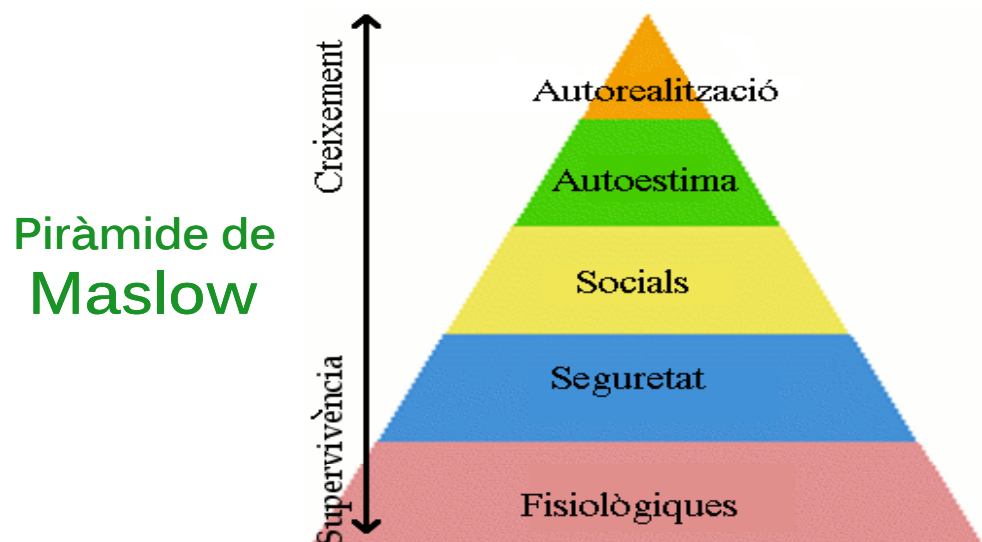 Piràmide de
Maslow
Creixement
Supervivència
Autorealització
Autoestima
Socials
Seguretat
Fisiològiques